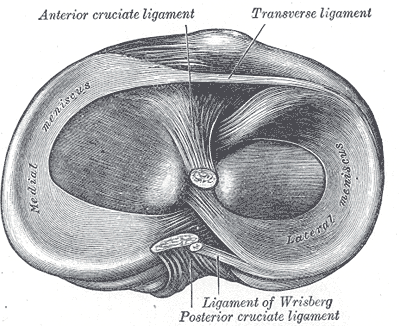 Anterior cruciate ligament
Transverse ligament
Medial meniscus
Lateral meniscus
Ligament of Wrisberg
Posterior cruciate ligament